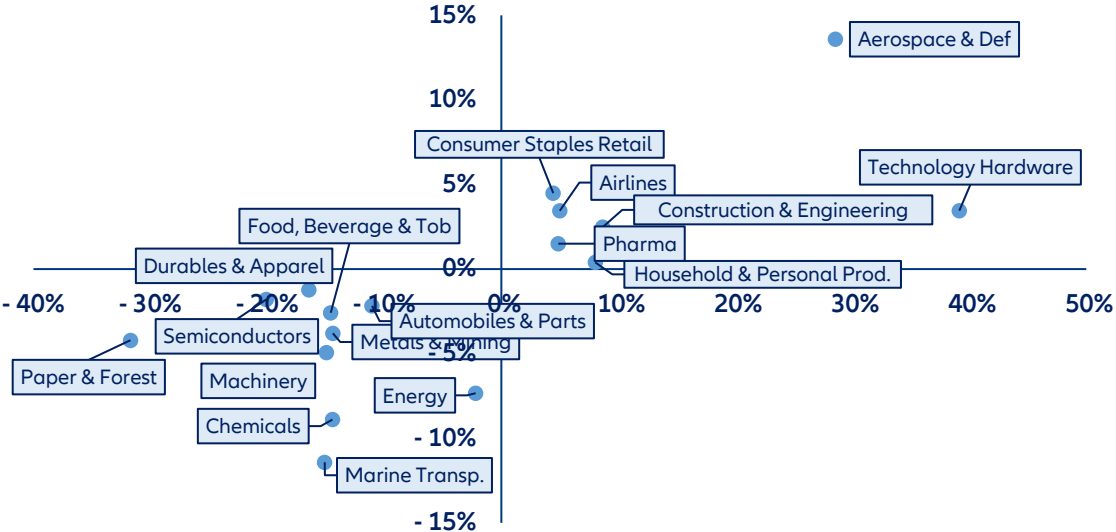 15%
Aerospace & Def
10%
Consumer Staples Retail
Technology Hardware
5%
Airlines
Construction & Engineering
Food, Beverage & Tob
Pharma
Durables & Apparel
0%
Household & Personal Prod.
- 40%
- 30%
- 20%
- 10%
0%
10%
20%
30%
40%
50%
Automobiles & Parts
Semiconductors
Metals & Mining
- 5%
Paper & Forest
Machinery
Energy
Chemicals
- 10%
Marine Transp.
- 15%